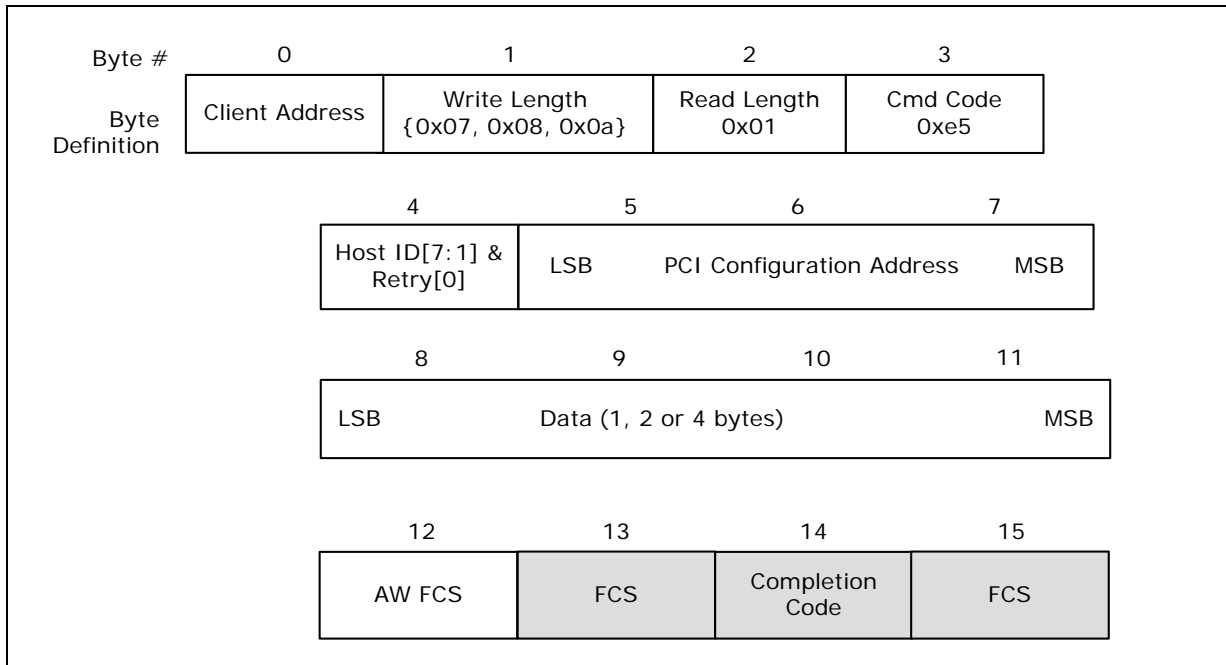 Byte # 0 1 2 3
Byte Definition
Client Address
Write Length
{0x07, 0x08, 0x0a}
Read Length
0x01
Cmd Code
0xe5
4 5 6 7
Host ID[7:1] &
Retry[0]
LSB PCI Configuration Address MSB
8 9 10 11
LSB Data (1, 2 or 4 bytes) MSB
12 13 14 15
AW FCS
FCS
Completion
Code
FCS